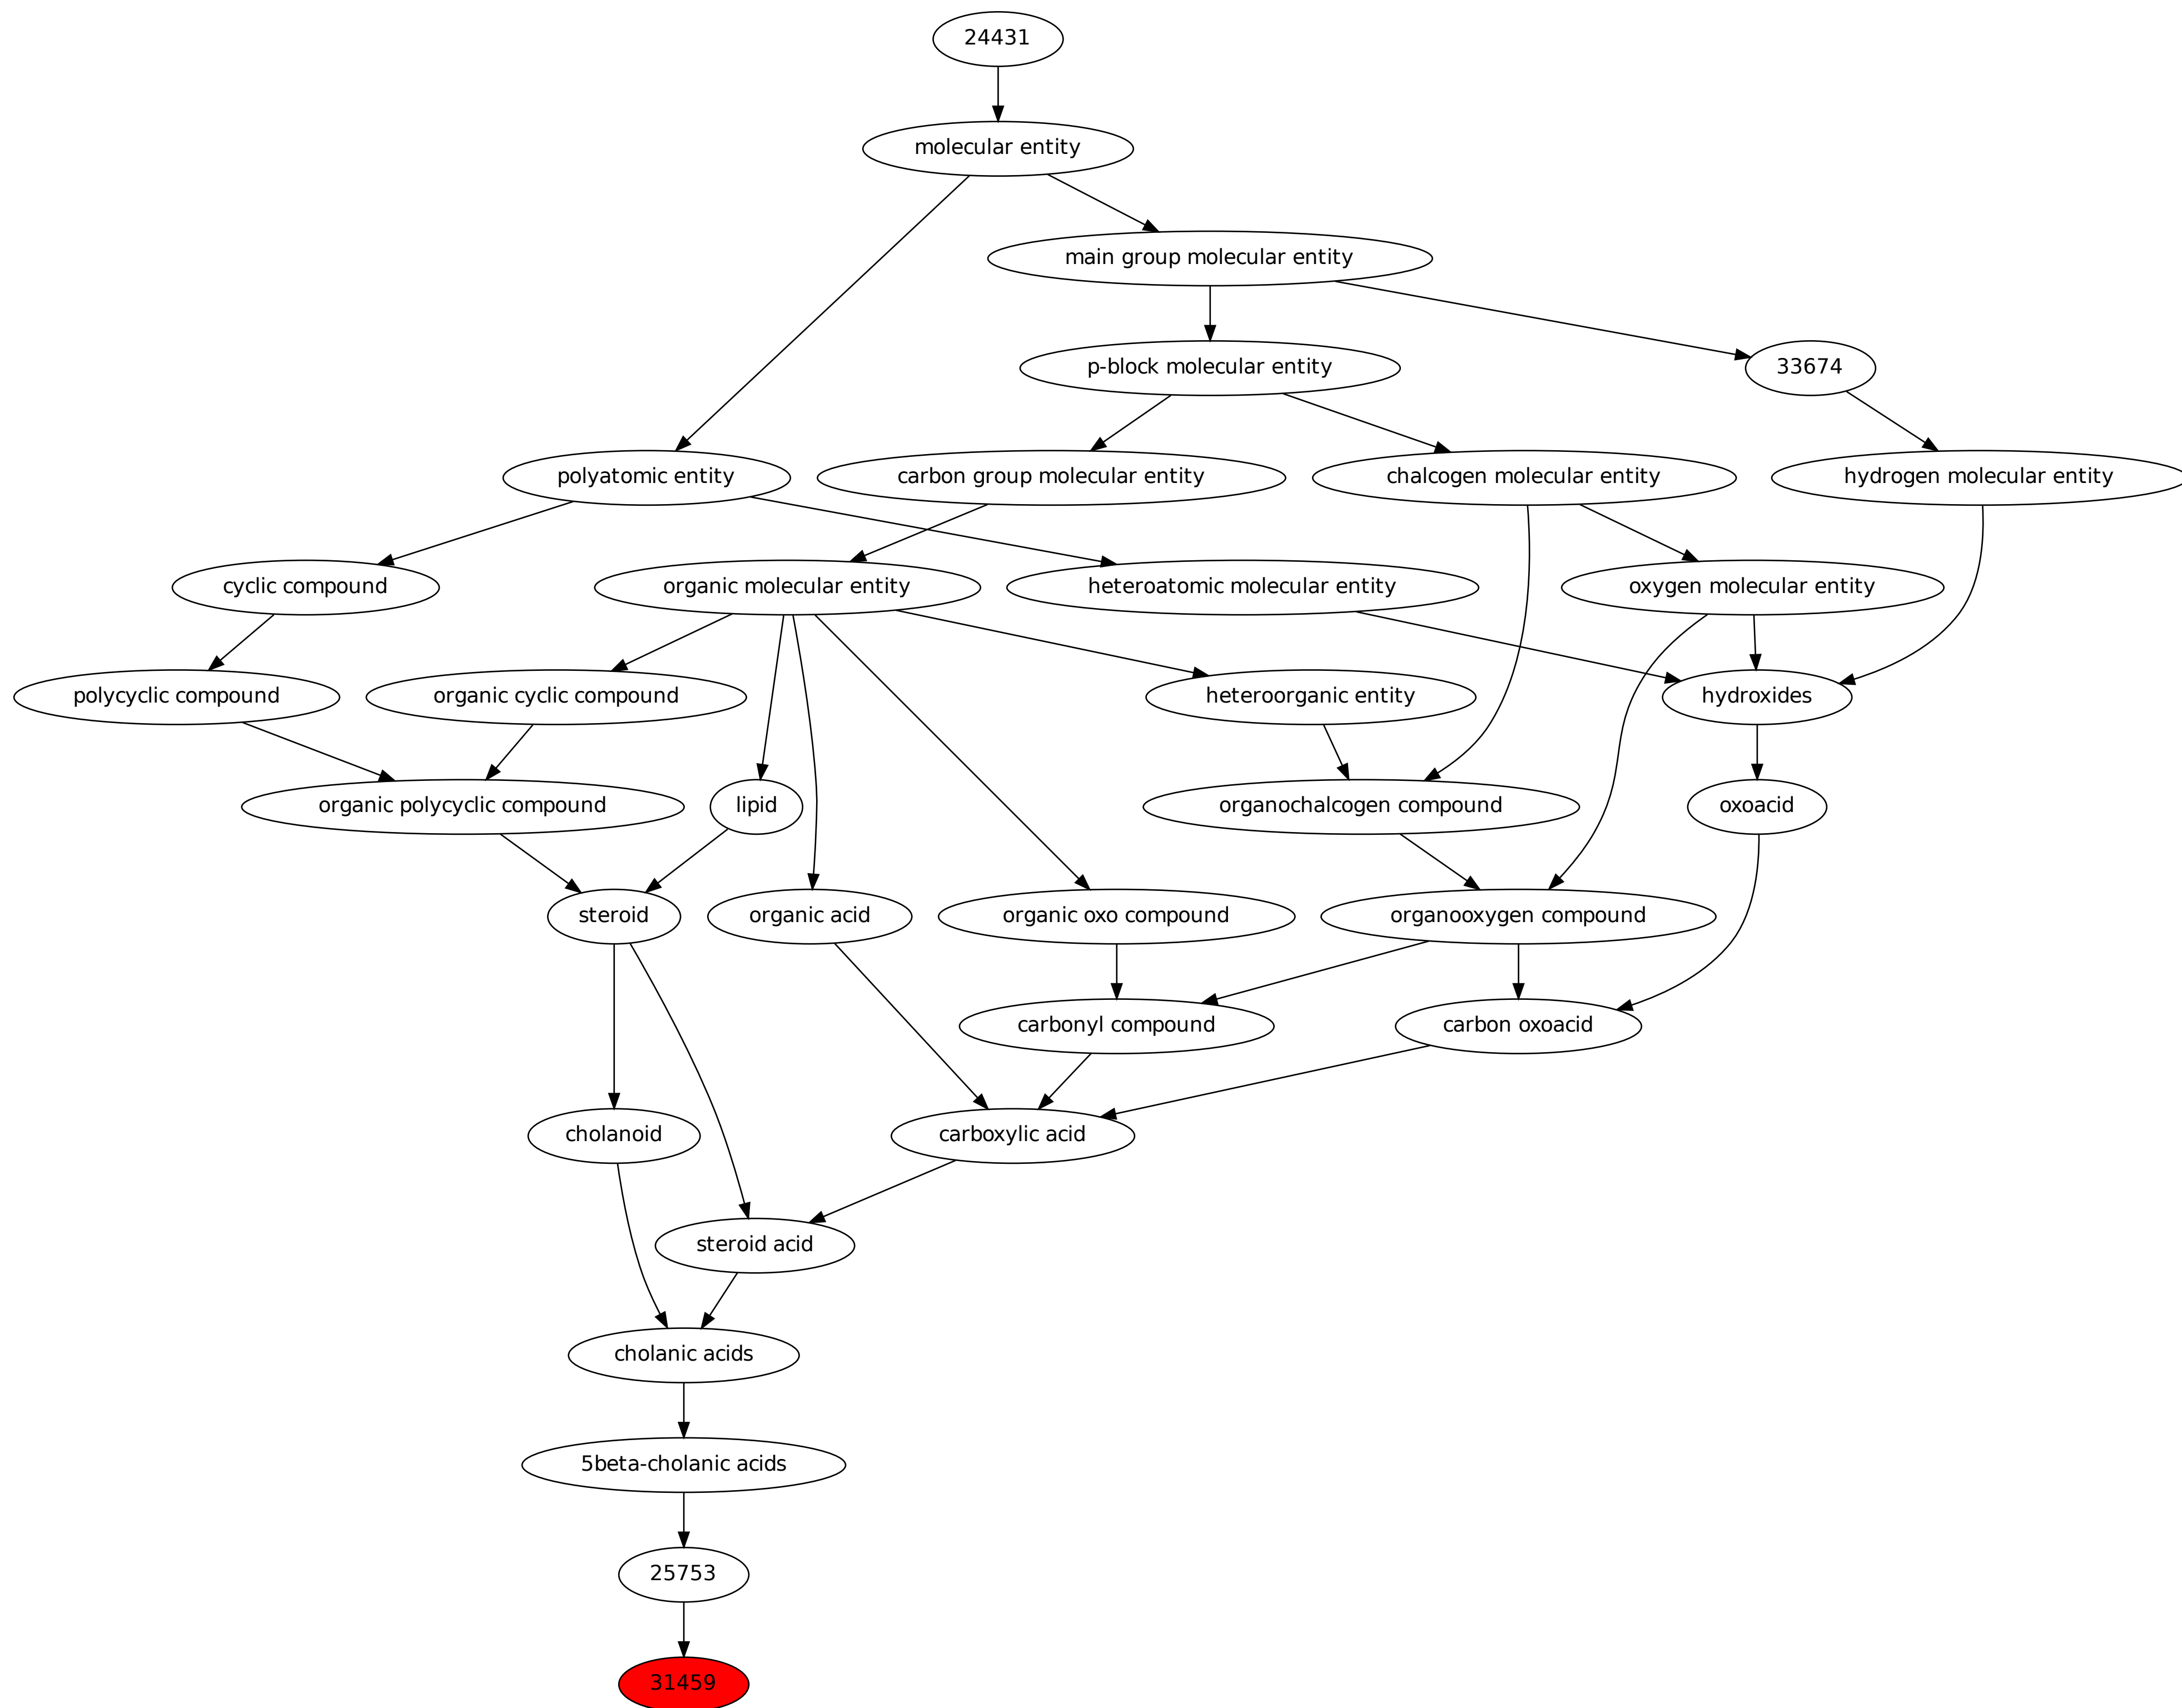 24431
molecular entity
main group molecular entity
p-block molecular entity
33674
polyatomic entity
carbon group molecular entity
chalcogen molecular entity
hydrogen molecular entity
cyclic compound
organic molecular entity
heteroatomic molecular entity
oxygen molecular entity
polycyclic compound
organic cyclic compound
heteroorganic entity
hydroxides
organic polycyclic compound
lipid
organochalcogen compound
oxoacid
steroid
organic acid
organic oxo compound
organooxygen compound
carbonyl compound
carbon oxoacid
cholanoid
carboxylic acid
steroid acid
cholanic acids
5beta-cholanic acids
25753
31459